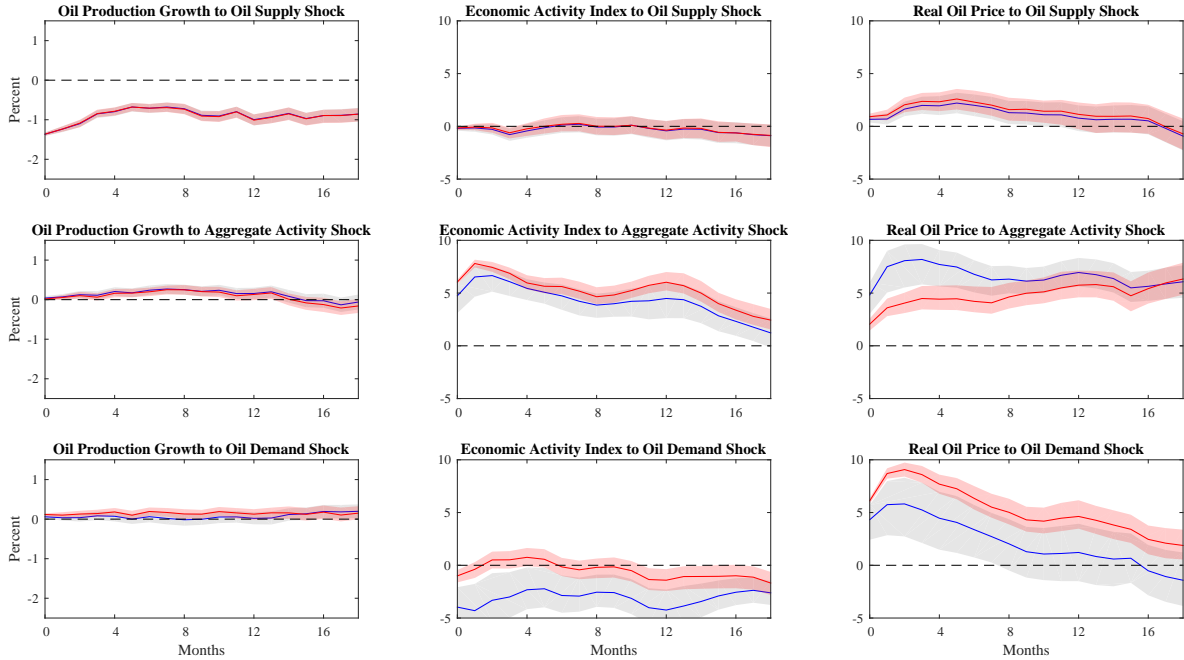 Oil Production Growth to Oil Supply Shock
1
0
-1
-2
0 4 8 12 16
Percent
Economic Activity Index to Oil Supply Shock
10
5
0
-5
0 4 8 12 16
Real Oil Price to Oil Supply Shock
10
5
0
-5
0 4 8 12 16
Oil Production Growth to Aggregate Activity Shock
1
0
-1
-2
0 4 8 12 16
Percent
Economic Activity Index to Aggregate Activity Shock
10
5
0
-5
0 4 8 12 16
Real Oil Price to Aggregate Activity Shock
10
5
0
-5
0 4 8 12 16
Oil Production Growth to Oil Demand Shock
1
0
-1
-2
0 4 8 12 16
Percent
Months
Economic Activity Index to Oil Demand Shock
10
5
0
-5
0 4 8 12 16
Months
Real Oil Price to Oil Demand Shock
10
5
0
-5
0 4 8 12 16
Months